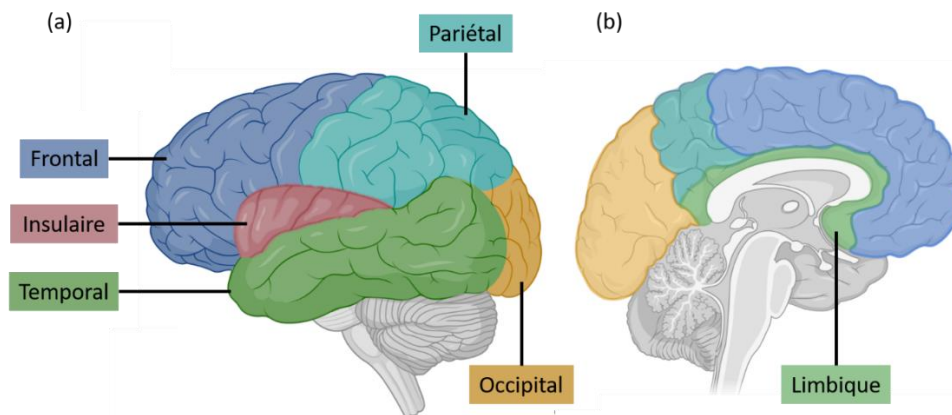 (a)
Pariétal
(b)
Frontal
Insulaire
Temporal
Occipital
Limbique